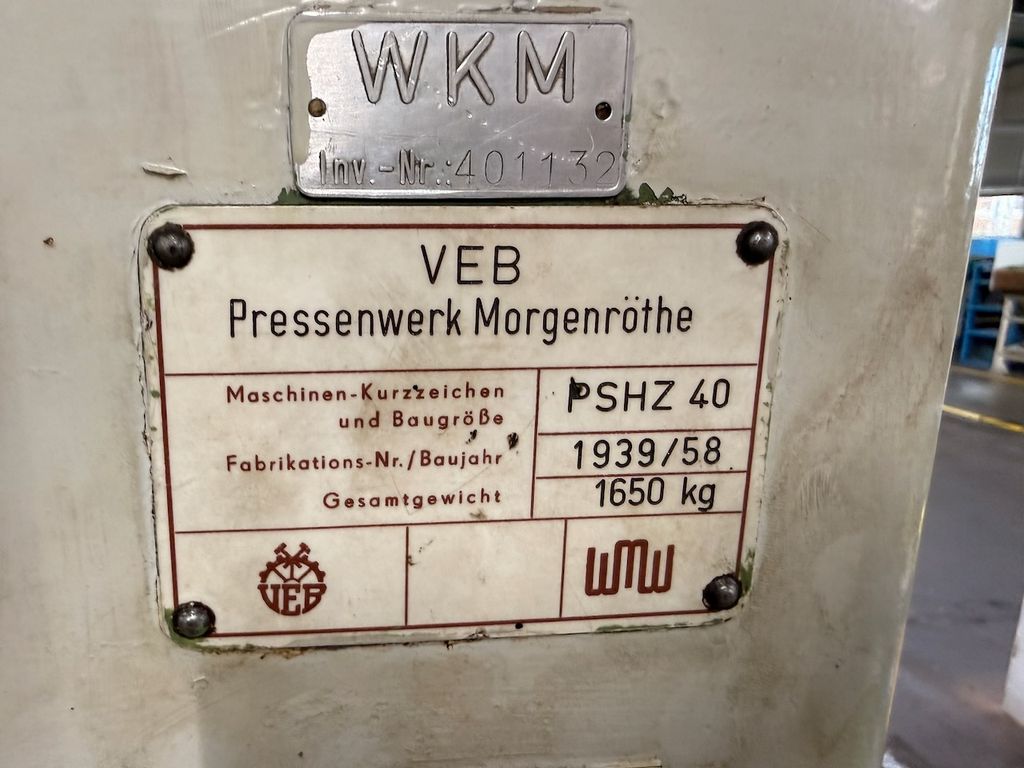 WKM
Inv.-Nr.: 401132
VEB
Pressenwerk Morgenröthe
Maschinen-Kurzzeichen
und Baugröße
PSHZ 40
Fabrikations-Nr./Baujahr
1939/58
Gesamtgewicht
1650 kg
VEB
WMW